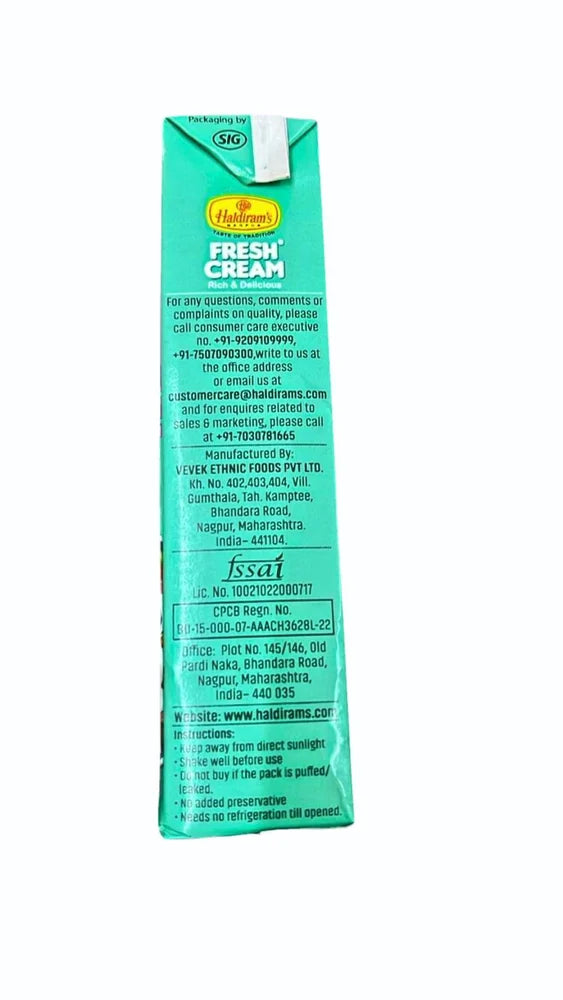 Packaging by
SIG
Haldiram's
NAGPUR
TASTE OF TRADITION
FRESH
CREAM
Rich & Delicious
For any questions, comments or
complaints on quality, please
call consumer care executive
no. +91-9209109999,
+91-7507090300,write to us at
the office address
or email us at
customercare@haldirams.com
and for enquires related to
sales & marketing, please call
at +91-7030781665
Manufactured By:
VEVEK ETHNIC FOODS PVT LTD.
Kh. No. 402,403,404, Vill.
Gumthala, Tah. Kamptee,
Bhandara Road,
Nagpur, Maharashtra.
India- 441104.
fssai
Lic. No. 10021022000717
CPCB Regn. No.
BO-15-000-07-AAACH3628L-22
Office: Plot No. 145/146, Old
Pardi Naka, Bhandara Road,
Nagpur, Maharashtra,
India- 440 035
Website: www.haldirams.com
Instructions:
• Keep away from direct sunlight
• Shake well before use
• Do not buy if the pack is puffed/
leaked.
• No added preservative
• Needs no refrigeration till opened.